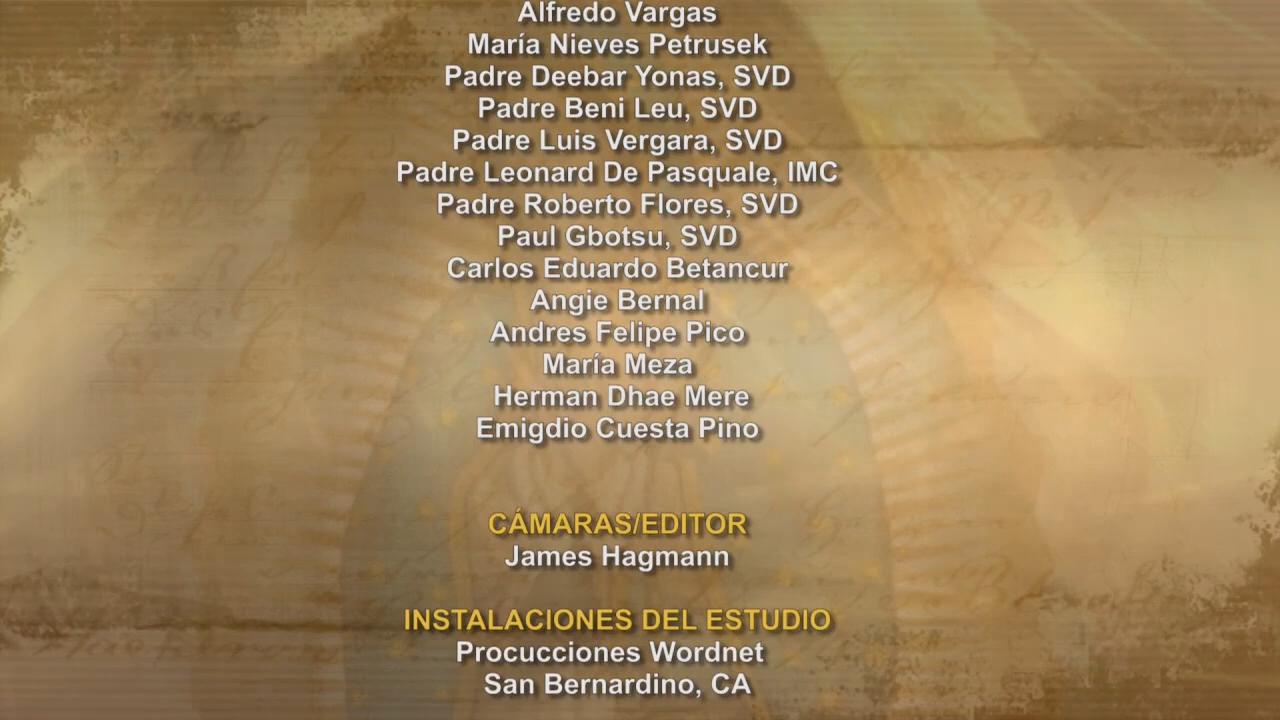 Alfredo Vargas
María Nieves Petrusek
Padre Deebar Yonas, SVD
Padre Beni Leu, SVD
Padre Luis Vergara, SVD
Padre Leonard De Pasquale, IMC
Padre Roberto Flores, SVD
Paul Gbotsu, SVD
Carlos Eduardo Betancur
Angie Bernal
Andres Felipe Pico
María Meza
Herman Dhae Mere
Emigdio Cuesta Pino
CÁMARAS/EDITOR
James Hagmann
INSTALACIONES DEL ESTUDIO
Procucciones Wordnet
San Bernardino, CA